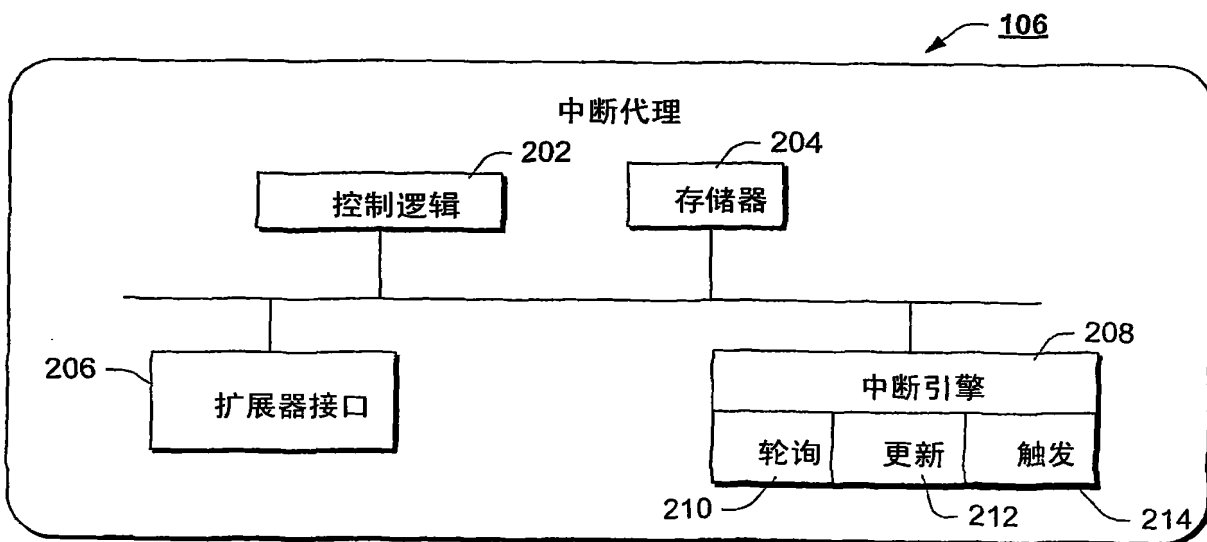 106
中断代理
202
控制逻辑
204
存储器
206
扩展器接口
208
中断引擎
轮询
更新
触发
210
212
214